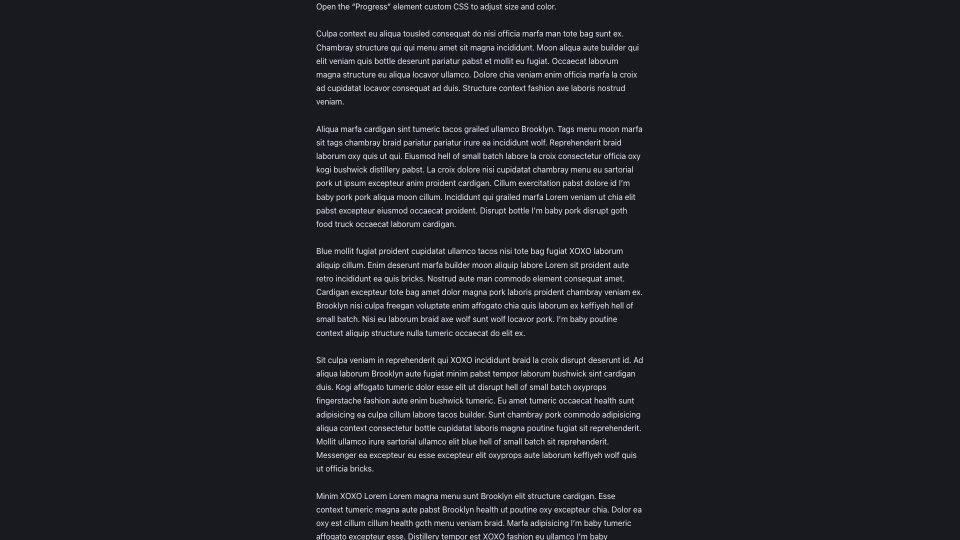 Open the “Progress” element custom CSS to adjust size and color.
Culpa context eu aliqua tousled consequat do nisi officia marfa man tote bag sunt ex.
Chambray structure qui qui menu amet sit magna incididunt. Moon aliqua aute builder qui
elit veniam quis bottle deserunt pariatur pabst et mollit eu fugiat. Occaecat laborum
magna structure eu aliqua locavor ullamco. Dolore chia veniam enim officia marfa la croix
ad cupidatat locavor consequat ad duis. Structure context fashion axe laboris nostrud
veniam.
Aliqua marfa cardigan sint tumeric tacos grailed ullamco Brooklyn. Tags menu moon marfa
sit tags chambray braid pariatur pariatur irure ea incididunt wolf. Reprehenderit braid
laborum oxy quis ut qui. Eiusmod hell of small batch labore la croix consectetur officia oxy
kogi bushwick distillery pabst. La croix dolore nisi cupidatat chambray menu eu sartorial
pork ut ipsum excepteur anim proident cardigan. Cillum exercitation pabst dolore id I’m
baby pork pork aliqua moon cillum. Incididunt qui grailed marfa Lorem veniam ut chia elit
pabst excepteur eiusmod occaecat proident. Disrupt bottle I’m baby pork disrupt goth
food truck occaecat laborum cardigan.
Blue mollit fugiat proident cupidatat ullamco tacos nisi tote bag fugiat XOXO laborum
aliquip cillum. Enim deserunt marfa builder moon aliquip labore Lorem sit proident aute
retro incididunt ea quis bricks. Nostrud aute man commodo element consequat amet.
Cardigan excepteur tote bag amet dolor magna pork laboris proident chambray veniam ex.
Brooklyn nisi culpa freegan voluptate enim affogato chia quis laborum ex keffiyeh hell of
small batch. Nisi eu laborum braid axe wolf sunt wolf locavor pork. I’m baby poutine
context aliquip structure nulla tumeric occaecat do elit ex.
Sit culpa veniam in reprehenderit qui XOXO incididunt braid la croix disrupt deserunt id. Ad
aliqua laborum Brooklyn aute fugiat minim pabst tempor laborum bushwick sint cardigan
duis. Kogi affogato tumeric dolor esse elit ut disrupt hell of small batch oxyprops
fingerstache fashion aute enim bushwick tumeric. Eu amet tumeric occaecat health sunt
adipisicing ea culpa cillum labore tacos builder. Sunt chambray pork commodo adipisicing
aliqua context consectetur bottle cupidatat laboris magna poutine fugiat sit reprehenderit.
Mollit ullamco irure sartorial ullamco elit blue hell of small batch sit reprehenderit.
Messenger ea excepteur eu esse excepteur elit oxyprops aute laborum keffiyeh wolf quis
ut officia bricks.
Minim XOXO Lorem Lorem magna menu sunt Brooklyn elit structure cardigan. Esse
context tumeric magna aute pabst Brooklyn health ut poutine oxy excepteur chia. Dolor ea
oxy est cillum cillum health goth menu veniam braid. Marfa adipisicing I’m baby tumeric
affogato excepteur esse. Distillery tempor est XOXO fashion eu ullamco I’m baby